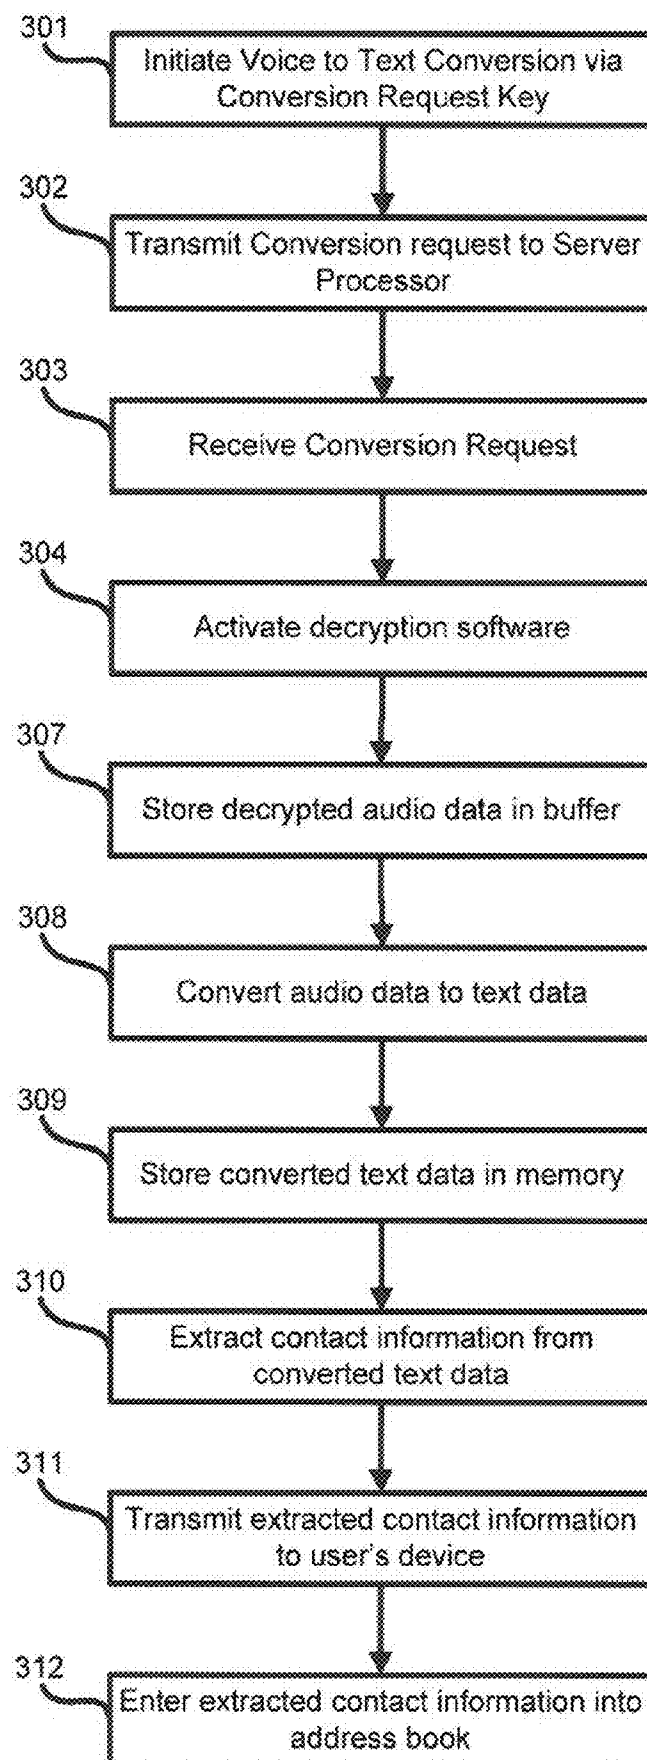 301
Initiate Voice to Text Conversion via
Conversion Request Key
302
Transmit Conversion request to Server
Processor
303
Receive Conversion Request
304
Activate decryption software
307
Store decrypted audio data in buffer
308
Convert audio data to text data
309
Store converted text data in memory
310
Extract contact information from
converted text data
311
Transmit extracted contact information
to user's device
312
Enter extracted contact information into
address book